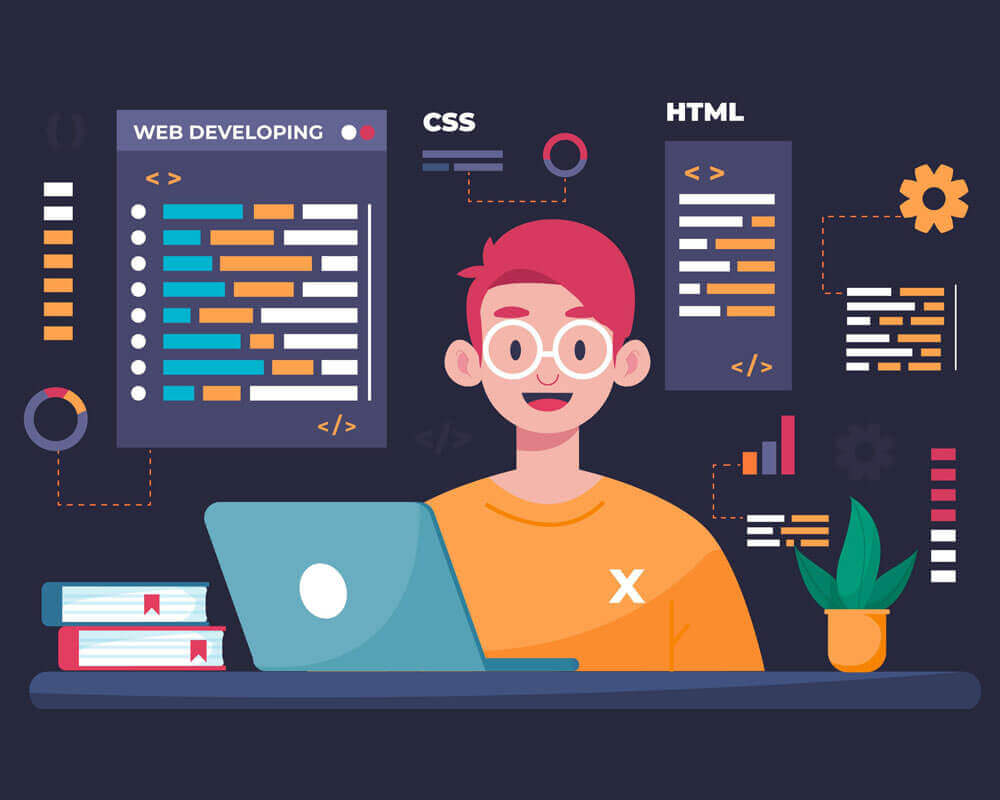 WEB DEVELOPING
< >
</>
CSS
HTML
< >
</>
{ }
</>
X